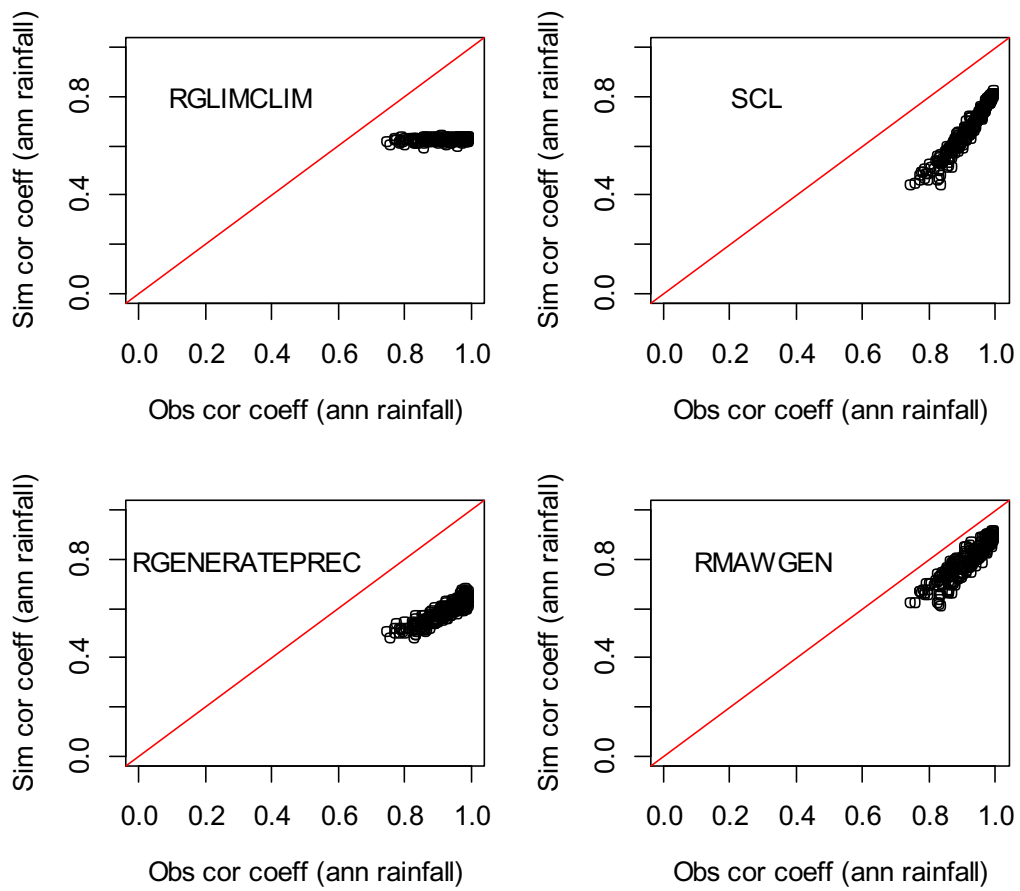 Sim cor coeff (ann rainfall)
0.0 0.4 0.8
RGLIMCLIM
0.0 0.2 0.4 0.6 0.8 1.0
Obs cor coeff (ann rainfall)
Sim cor coeff (ann rainfall)
0.0 0.4 0.8
SCL
0.0 0.2 0.4 0.6 0.8 1.0
Obs cor coeff (ann rainfall)
Sim cor coeff (ann rainfall)
0.0 0.4 0.8
RGENERATEPREC
0.0 0.2 0.4 0.6 0.8 1.0
Obs cor coeff (ann rainfall)
Sim cor coeff (ann rainfall)
0.0 0.4 0.8
RMAWGEN
0.0 0.2 0.4 0.6 0.8 1.0
Obs cor coeff (ann rainfall)